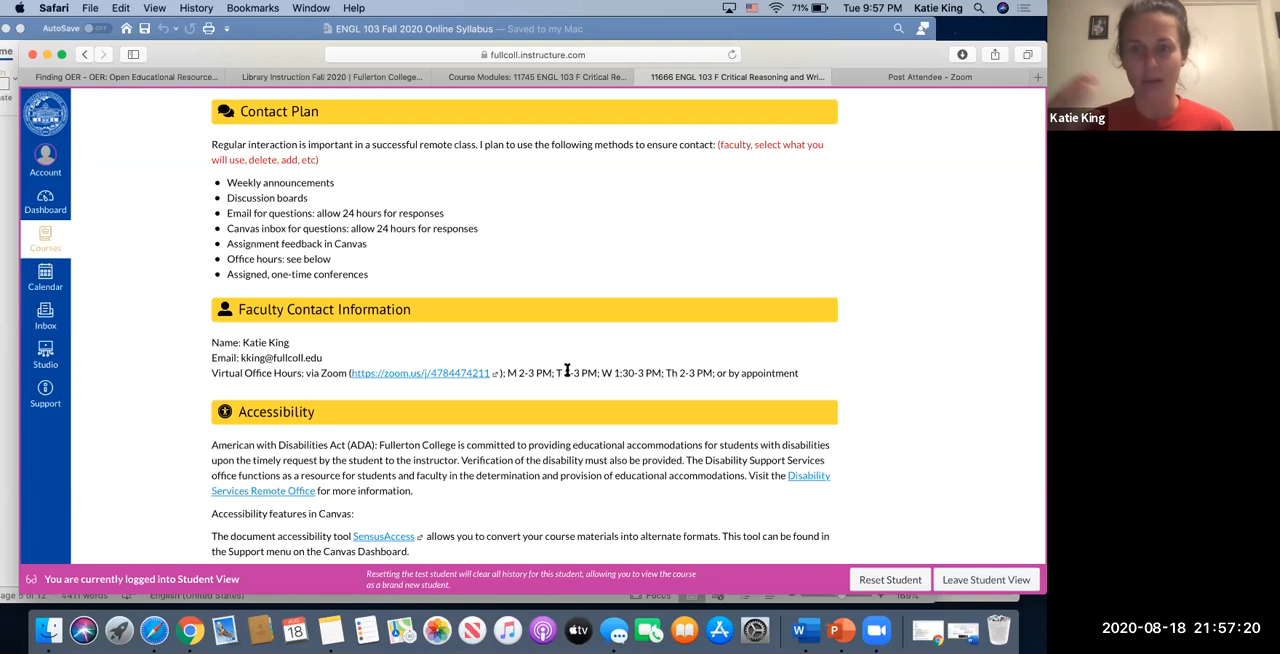 Safari File Edit View History Bookmarks Window Help
71% Tue 9:57 PM Katie King
AutoSave OFF ENGL 103 Fall 2020 Online Syllabus — Saved to my Mac
fullcoll.instructure.com
Finding OER - OER: Open Educational Resource...
Library Instruction Fall 2020 | Fullerton College...
Course Modules: 11745 ENGL 103 F Critical Re...
11666 ENGL 103 F Critical Reasoning and Wri...
Post Attendee - Zoom
Account
Dashboard
Courses
Calendar
Inbox
Studio
Support
Contact Plan
Regular interaction is important in a successful remote class. I plan to use the following methods to ensure contact: (faculty, select what you
will use, delete, add, etc)
• Weekly announcements
• Discussion boards
• Email for questions: allow 24 hours for responses
• Canvas inbox for questions: allow 24 hours for responses
• Assignment feedback in Canvas
• Office hours: see below
• Assigned, one-time conferences
Faculty Contact Information
Name: Katie King
Email: kking@fullcoll.edu
Virtual Office Hours: via Zoom (https://zoom.us/j/4784474211); M 2-3 PM; T -3 PM; W 1:30-3 PM; Th 2-3 PM; or by appointment
Accessibility
American with Disabilities Act (ADA): Fullerton College is committed to providing educational accommodations for students with disabilities
upon the timely request by the student to the instructor. Verification of the disability must also be provided. The Disability Support Services
office functions as a resource for students and faculty in the determination and provision of educational accommodations. Visit the Disability
Services Remote Office for more information.
Accessibility features in Canvas:
The document accessibility tool SensusAccess allows you to convert your course materials into alternate formats. This tool can be found in
the Support menu on the Canvas Dashboard.
You are currently logged into Student View
Resetting the test student will clear all history for this student, allowing you to view the course
as a brand new student.
Reset Student
Leave Student View
English (United States)
Focus
AUG
18
tv
Katie King
2020-08-18 21:57:20